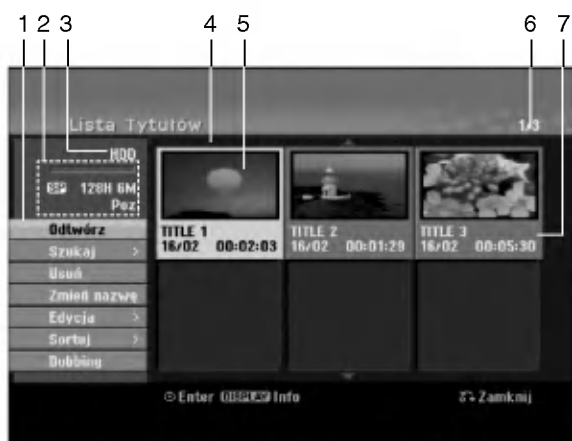 1 2 3 4 5 6 7
Lista Tytułów
1/3
HDD
SP 128H 6M
Poz
Odtwórz
Szukaj >
Usuń
Zmień nazwę
Edycja >
Sortuj >
Dubbing
TITLE 1
16/02 00:02:03
TITLE 2
16/02 00:01:29
TITLE 3
16/02 00:05:30
Enter DISPLAY Info
Zamknij